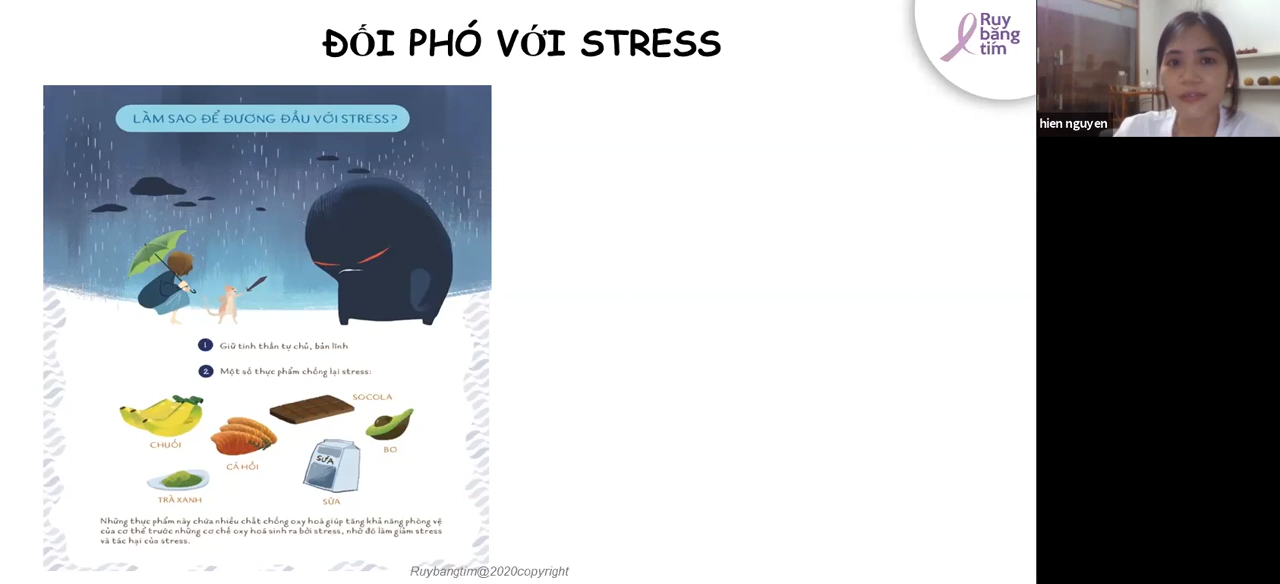 ĐỐI PHÓ VỚI STRESS
Ruy
băng
tím
hien nguyen
LÀM SAO ĐỂ ĐƯƠNG ĐẦU VỚI STRESS?
1 Giữ tinh thần tự chủ, bản lĩnh
2 Một số thực phẩm chống lại stress:
SOCOLA
CHUỐI
BƠ
SỮA
CÁ HỒI
TRÀ XANH
SỮA
Những thực phẩm này chứa nhiều chất chống oxy hoá giúp tăng khả năng phòng vệ
của cơ thể trước những cơ chế oxy hoá sinh ra bởi stress, nhờ đó làm giảm stress
và tác hại của stress.
Ruybangtim@2020copyright